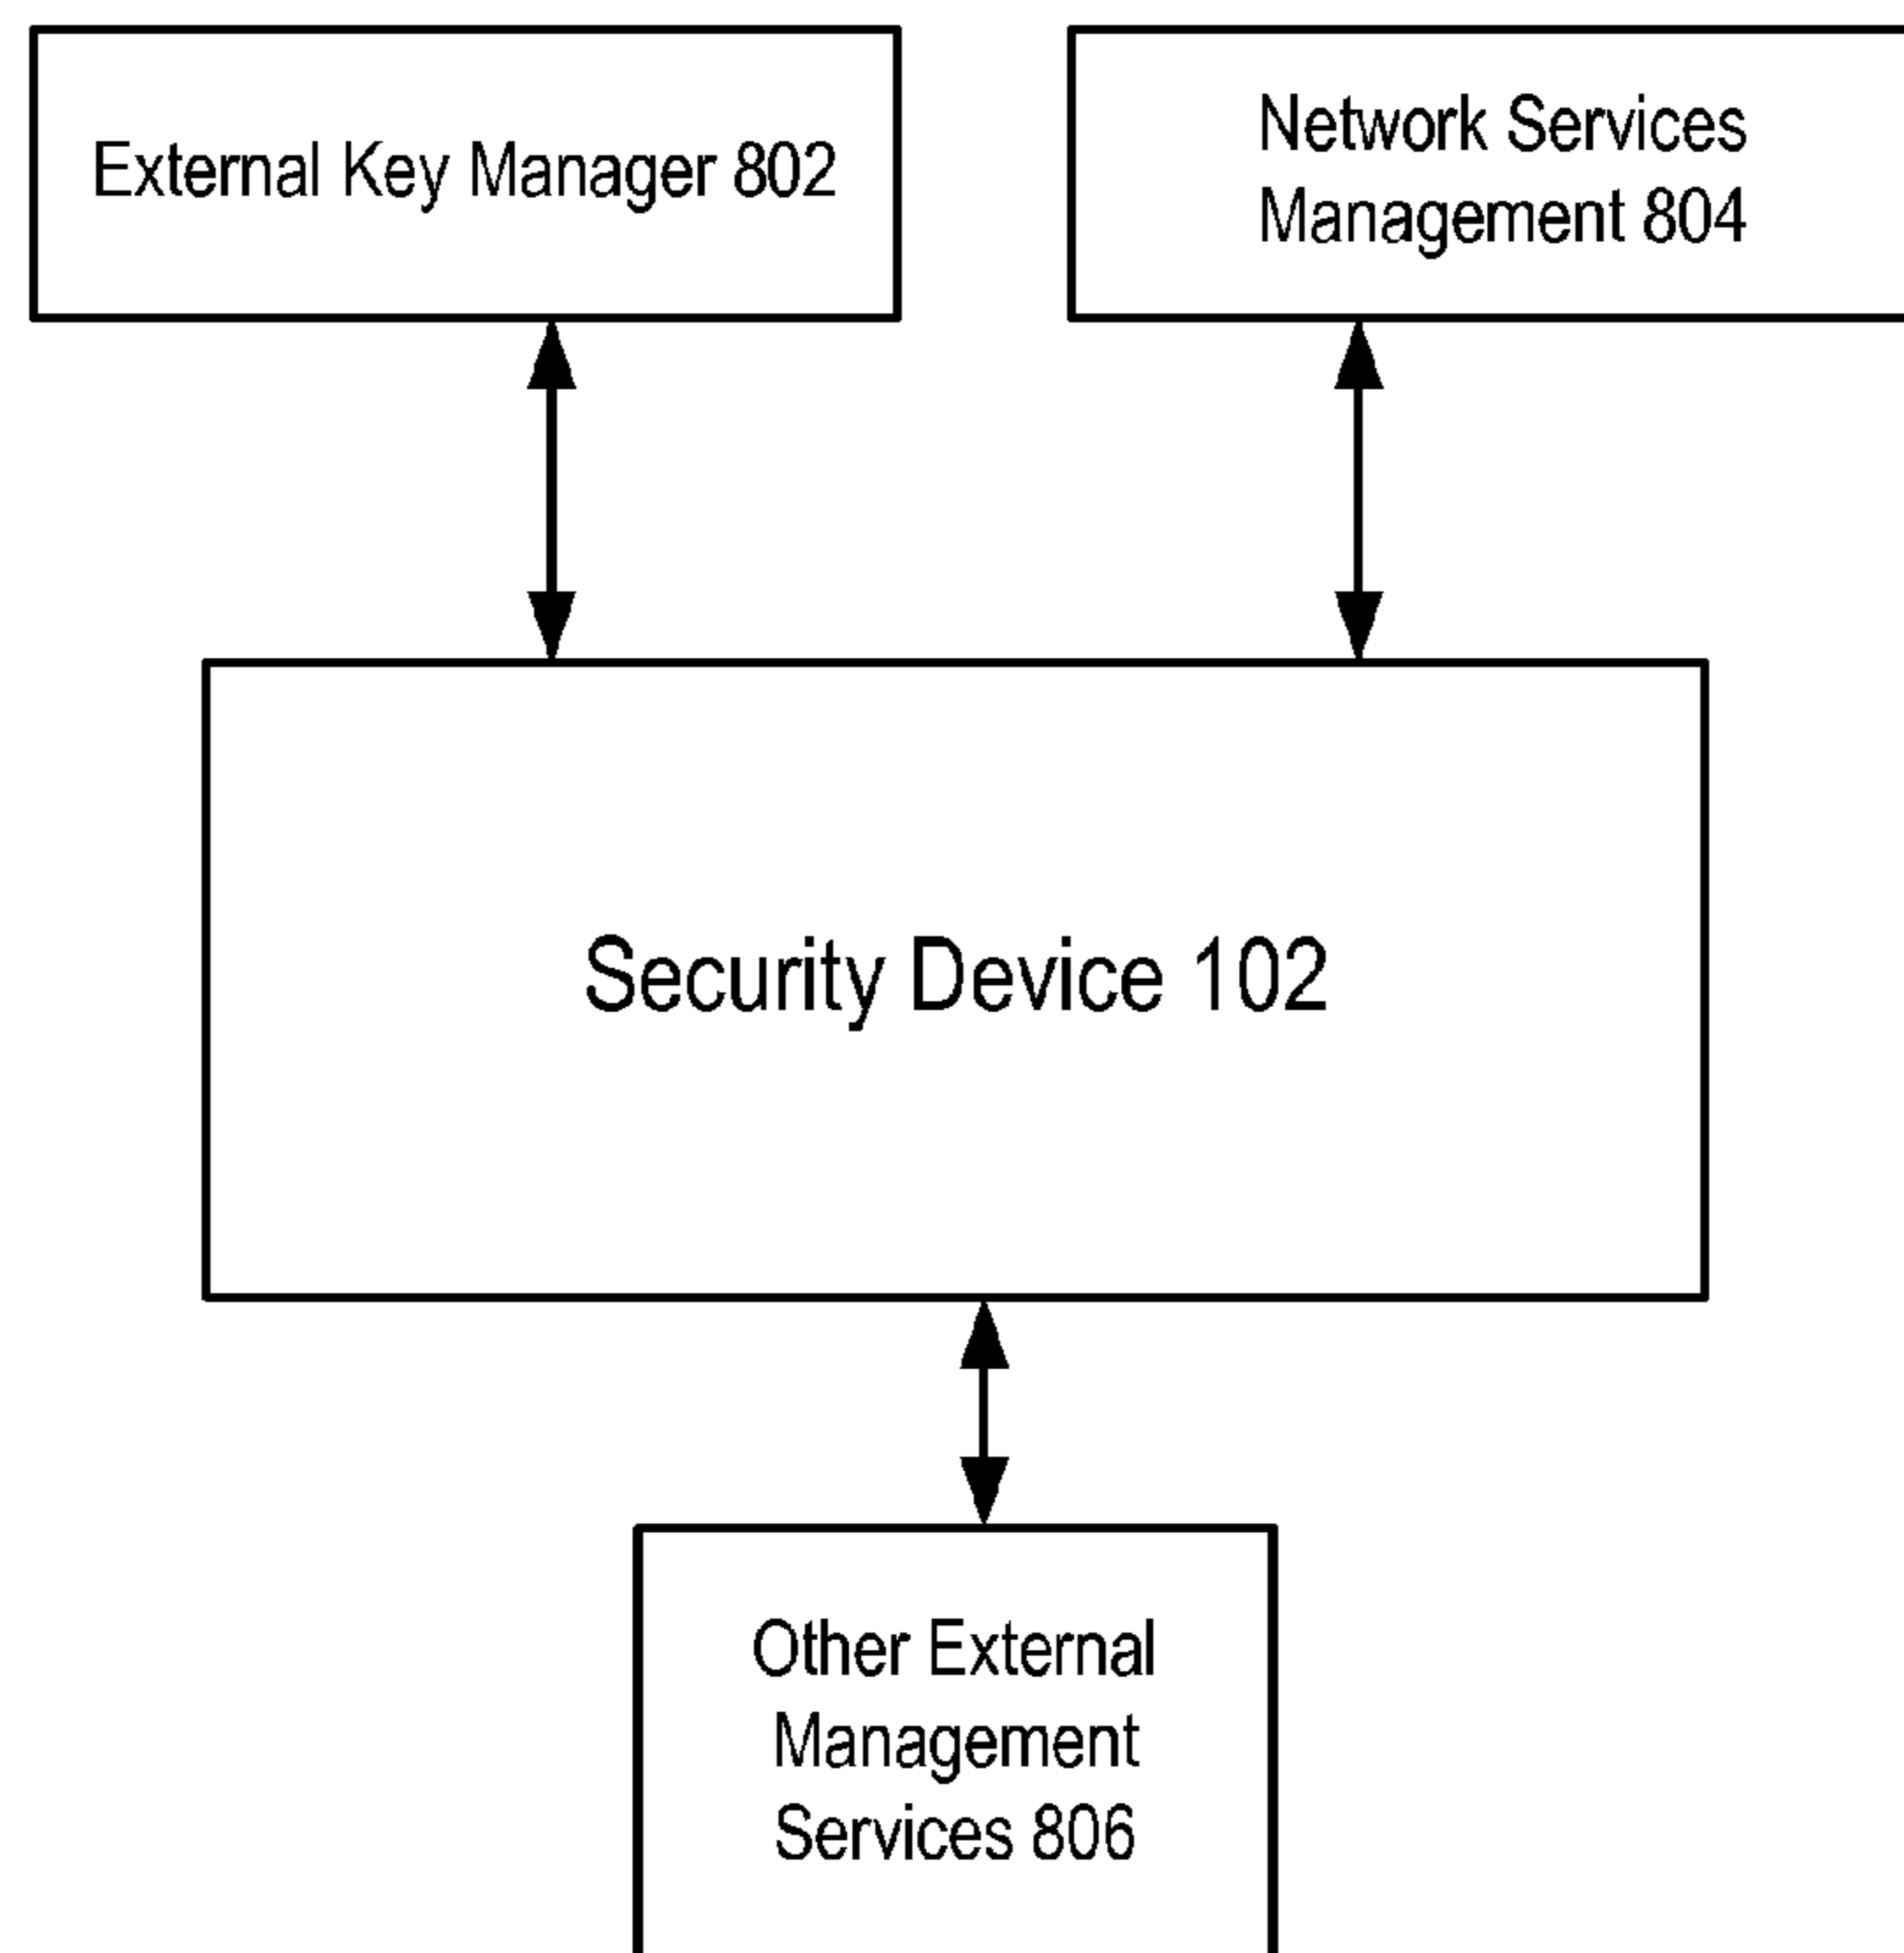 External Key Manager 802
Network Services
Management 804
Security Device 102
Other External
Management
Services 806